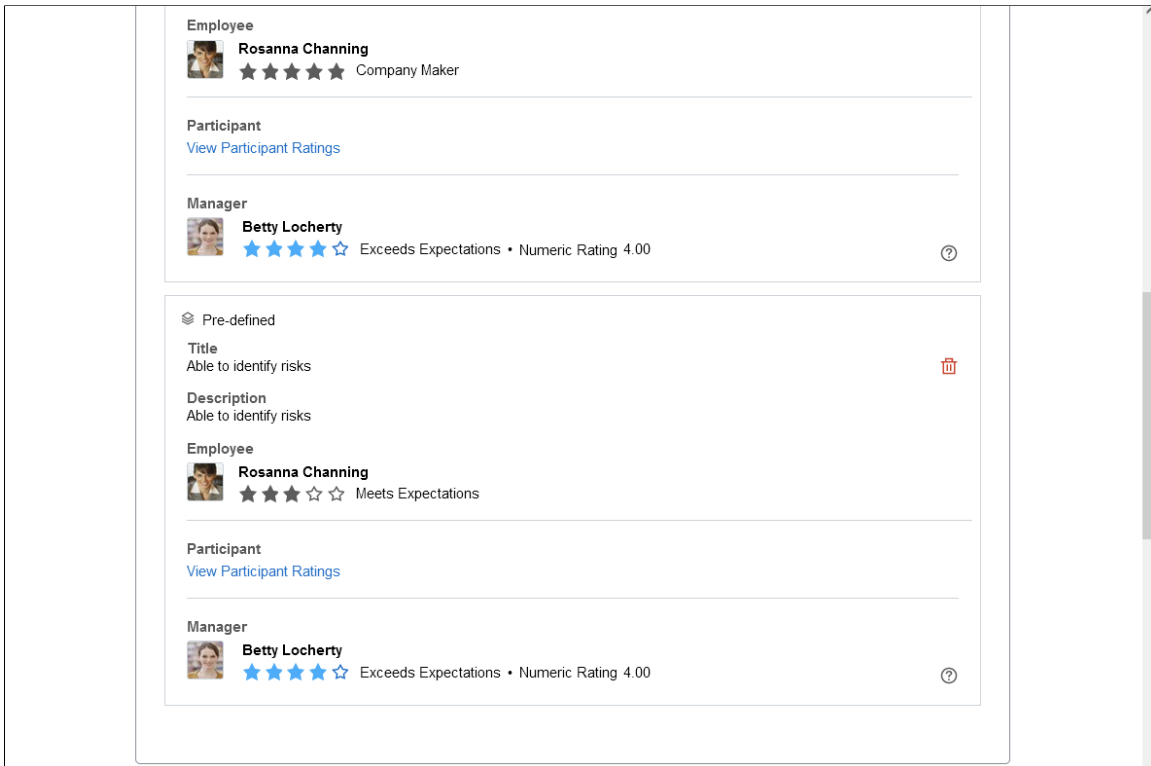 Employee
Rosanna Channing
Company Maker
Participant
View Participant Ratings
Manager
Betty Locherty
Exceeds Expectations • Numeric Rating 4.00
Pre-defined
Title
Able to identify risks
Description
Able to identify risks
Employee
Rosanna Channing
Meets Expectations
Participant
View Participant Ratings
Manager
Betty Locherty
Exceeds Expectations • Numeric Rating 4.00